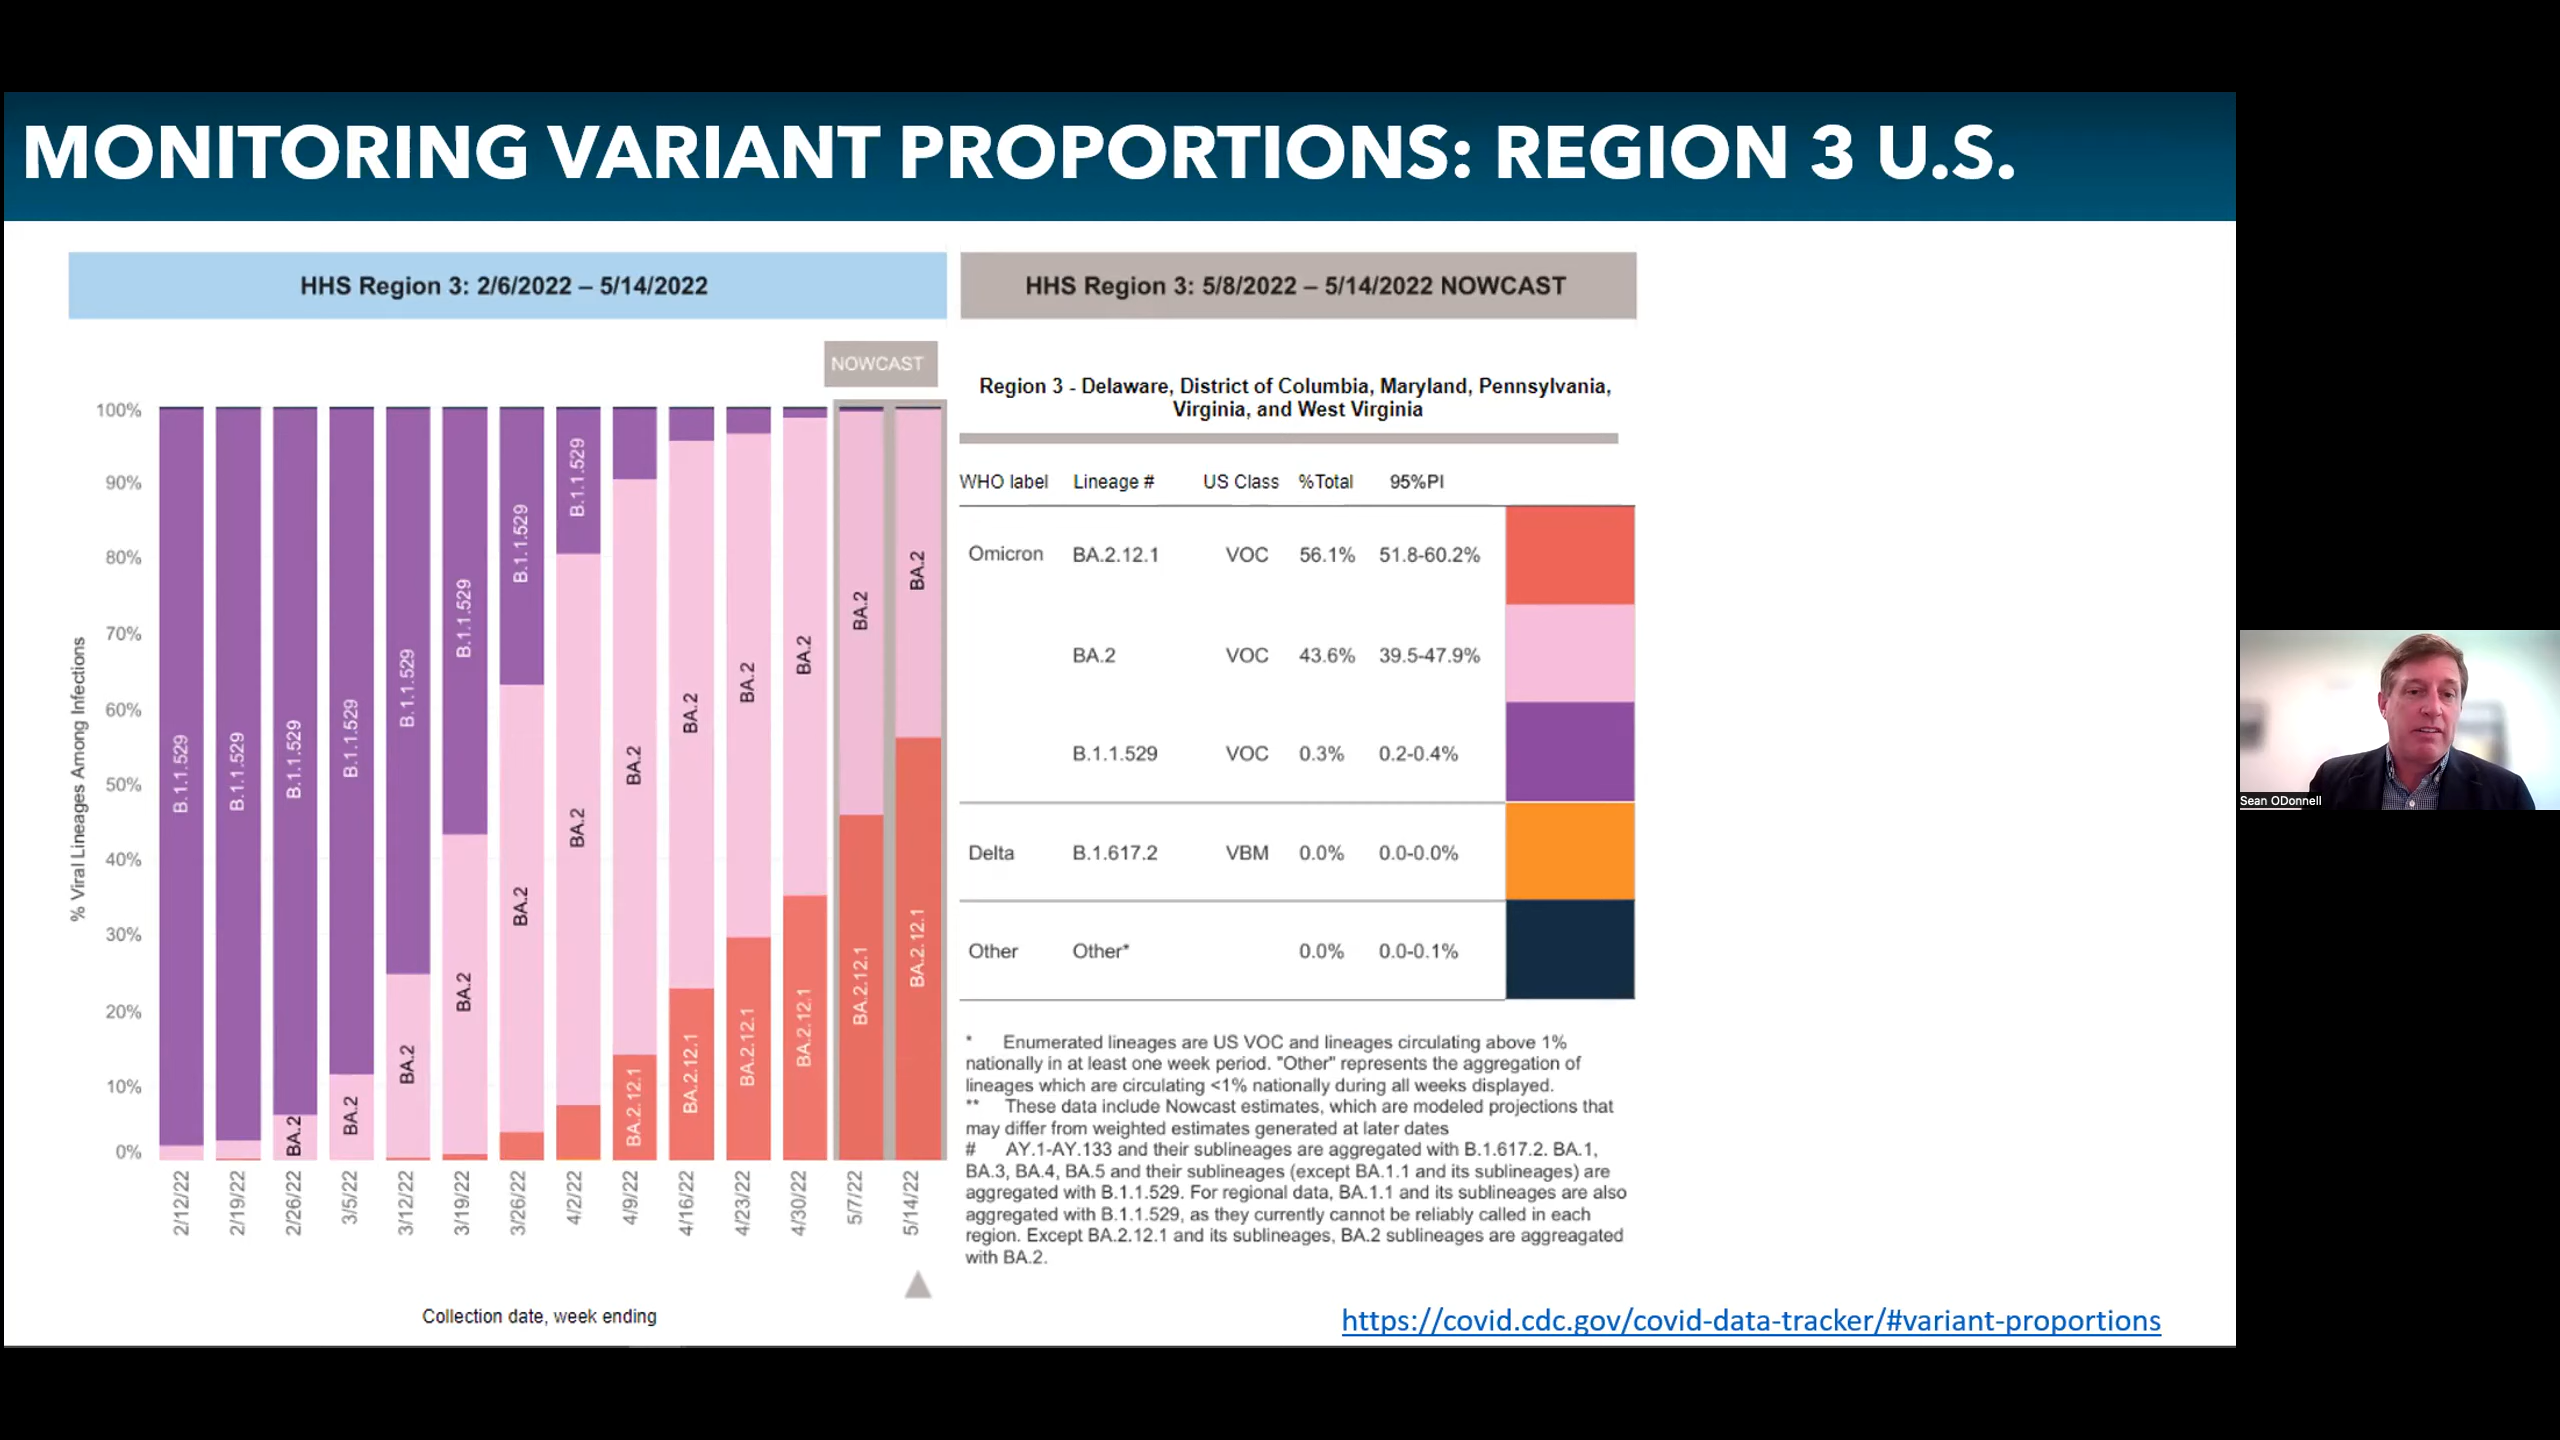 MONITORING VARIANT PROPORTIONS: REGION 3 U.S.
HHS Region 3: 2/6/2022 – 5/14/2022
NOWCAST
100%
90%
80%
70%
60%
50%
40%
30%
20%
10%
0%
% Viral Lineages Among Infections
B.1.1.529
B.1.1.529
B.1.1.529
BA.2
B.1.1.529
BA.2
B.1.1.529
BA.2
B.1.1.529
BA.2
B.1.1.529
BA.2
B.1.1.529
BA.2
BA.2
BA.2.12.1
BA.2
BA.2.12.1
BA.2
BA.2.12.1
BA.2
BA.2.12.1
BA.2
BA.2.12.1
BA.2
BA.2.12.1
2/12/22
2/19/22
2/26/22
3/5/22
3/12/22
3/19/22
3/26/22
4/2/22
4/9/22
4/16/22
4/23/22
4/30/22
5/7/22
5/14/22
Collection date, week ending
HHS Region 3: 5/8/2022 – 5/14/2022 NOWCAST
Region 3 - Delaware, District of Columbia, Maryland, Pennsylvania,
Virginia, and West Virginia
WHO label Lineage # US Class %Total 95%PI
Omicron BA.2.12.1 VOC 56.1% 51.8-60.2%
BA.2 VOC 43.6% 39.5-47.9%
B.1.1.529 VOC 0.3% 0.2-0.4%
Delta B.1.617.2 VBM 0.0% 0.0-0.0%
Other Other* 0.0% 0.0-0.1%
* Enumerated lineages are US VOC and lineages circulating above 1%
nationally in at least one week period. "Other" represents the aggregation of
lineages which are circulating <1% nationally during all weeks displayed.
** These data include Nowcast estimates, which are modeled projections that
may differ from weighted estimates generated at later dates
# AY.1-AY.133 and their sublineages are aggregated with B.1.617.2. BA.1,
BA.3, BA.4, BA.5 and their sublineages (except BA.1.1 and its sublineages) are
aggregated with B.1.1.529. For regional data, BA.1.1 and its sublineages are also
aggregated with B.1.1.529, as they currently cannot be reliably called in each
region. Except BA.2.12.1 and its sublineages, BA.2 sublineages are aggreagated
with BA.2.
https://covid.cdc.gov/covid-data-tracker/#variant-proportions
Sean ODonnell